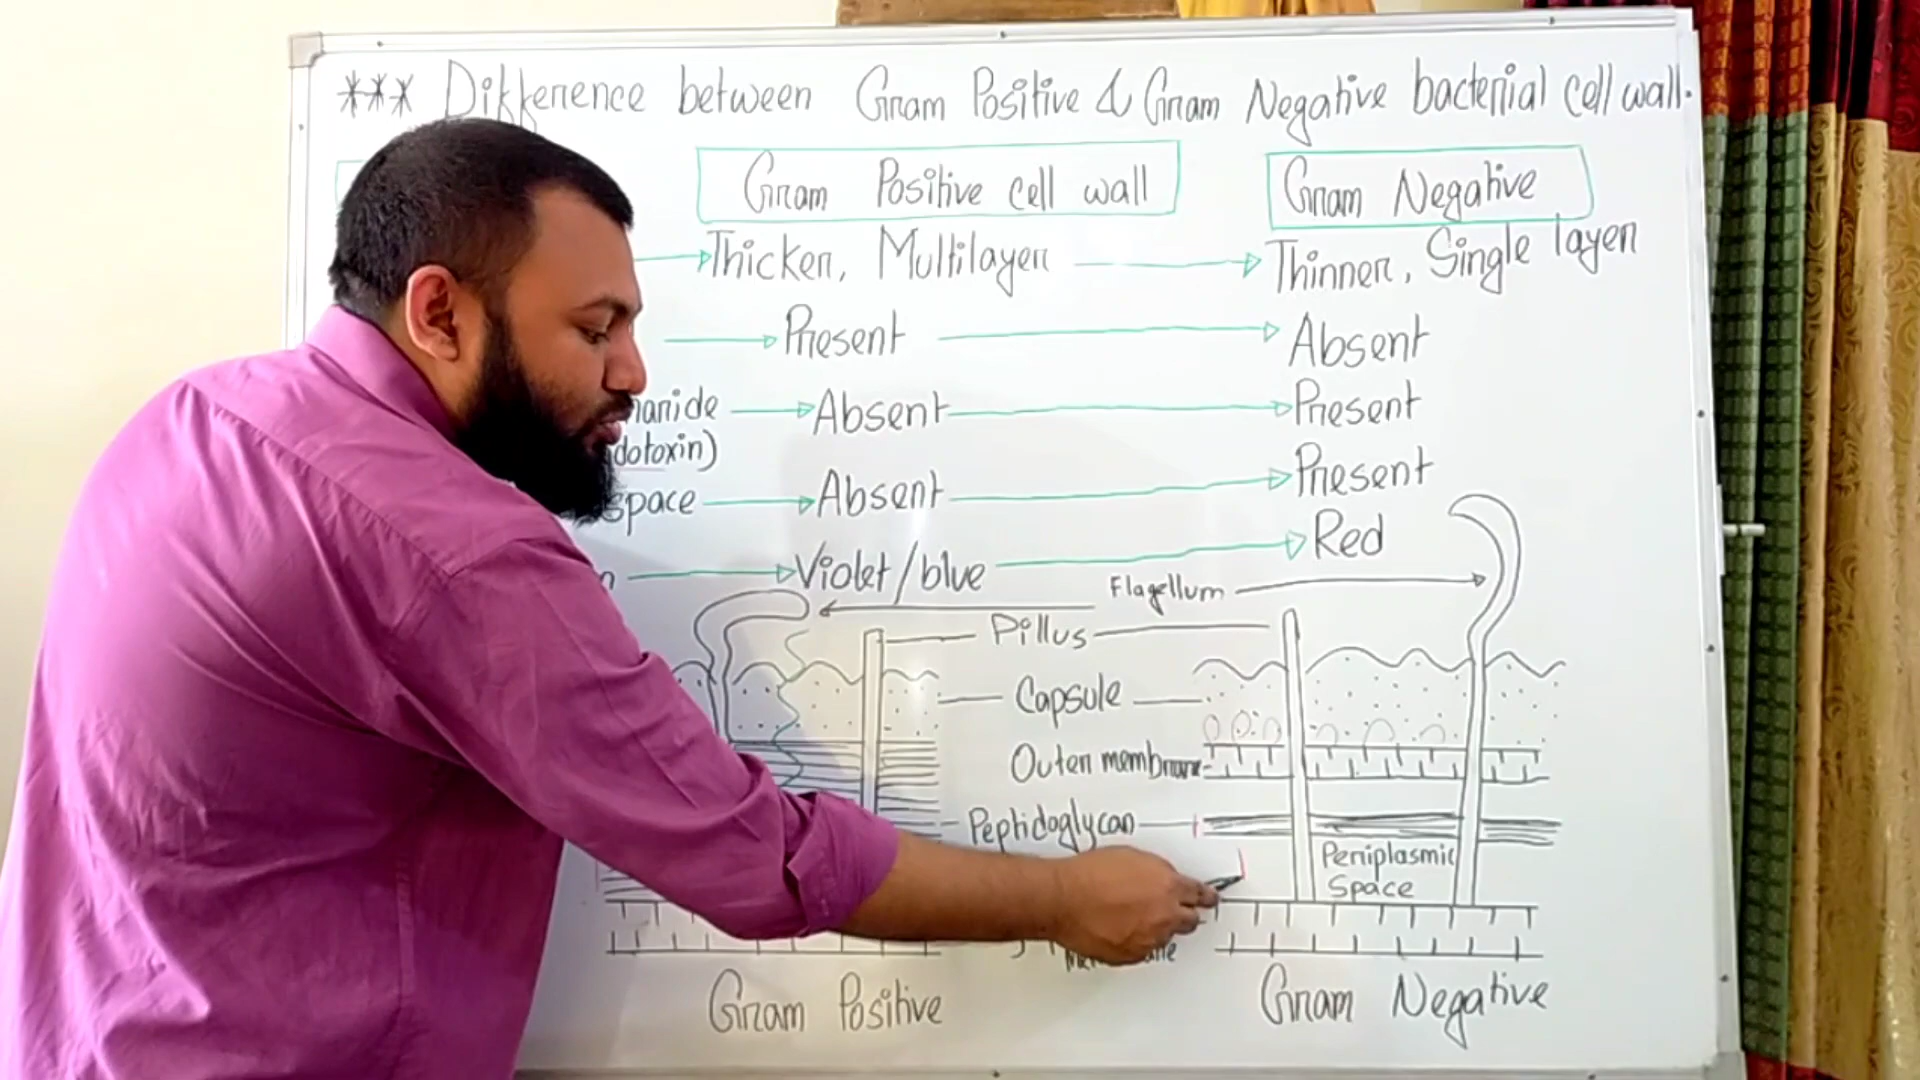 *** Difference between Gram Positive & Gram Negative bacterial cell wall.
Gram Positive cell wall
Gram Negative
Thicker, Multilayer
Thinner, Single layer
Present
Absent
Absent
Present
dotoxin)
space
Absent
Present
Violet/blue
Red
Flagellum
Pillus
Capsule
Outer membrane
Peptidoglycan
Periplasmic
Space
Gram Positive
Gram Negative